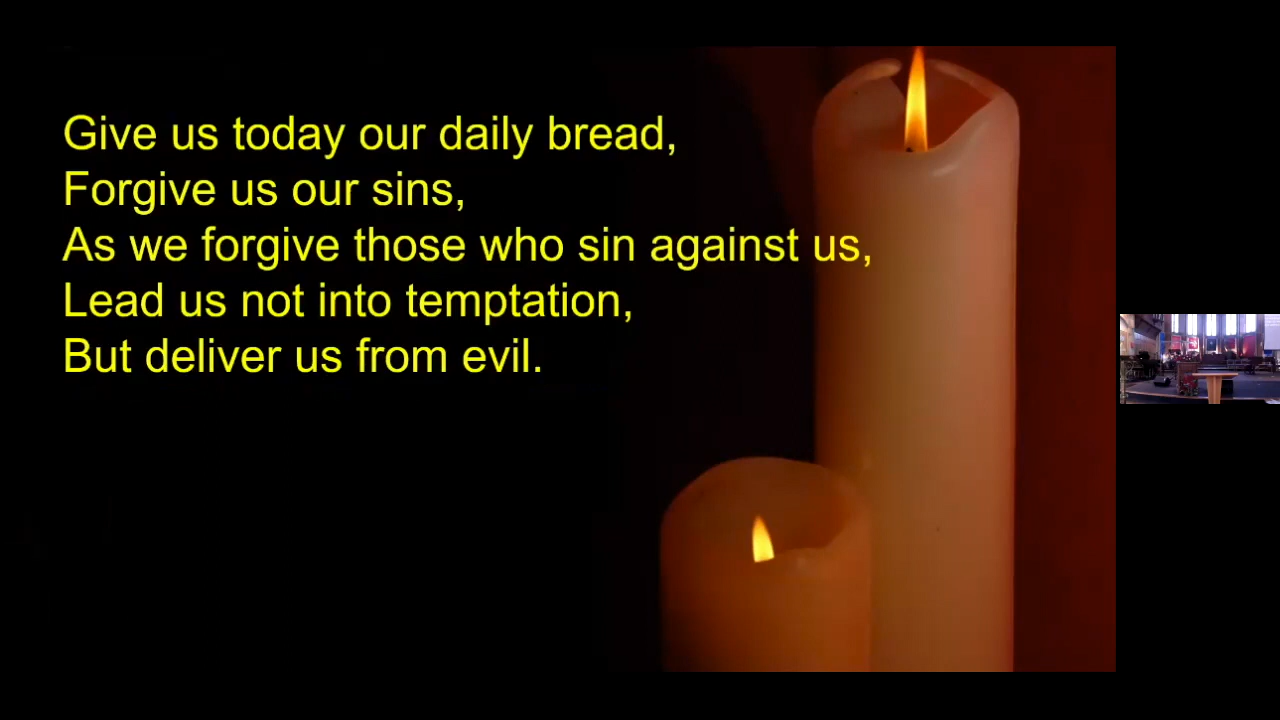 Give us today our daily bread,
Forgive us our sins,
As we forgive those who sin against us,
Lead us not into temptation,
But deliver us from evil.